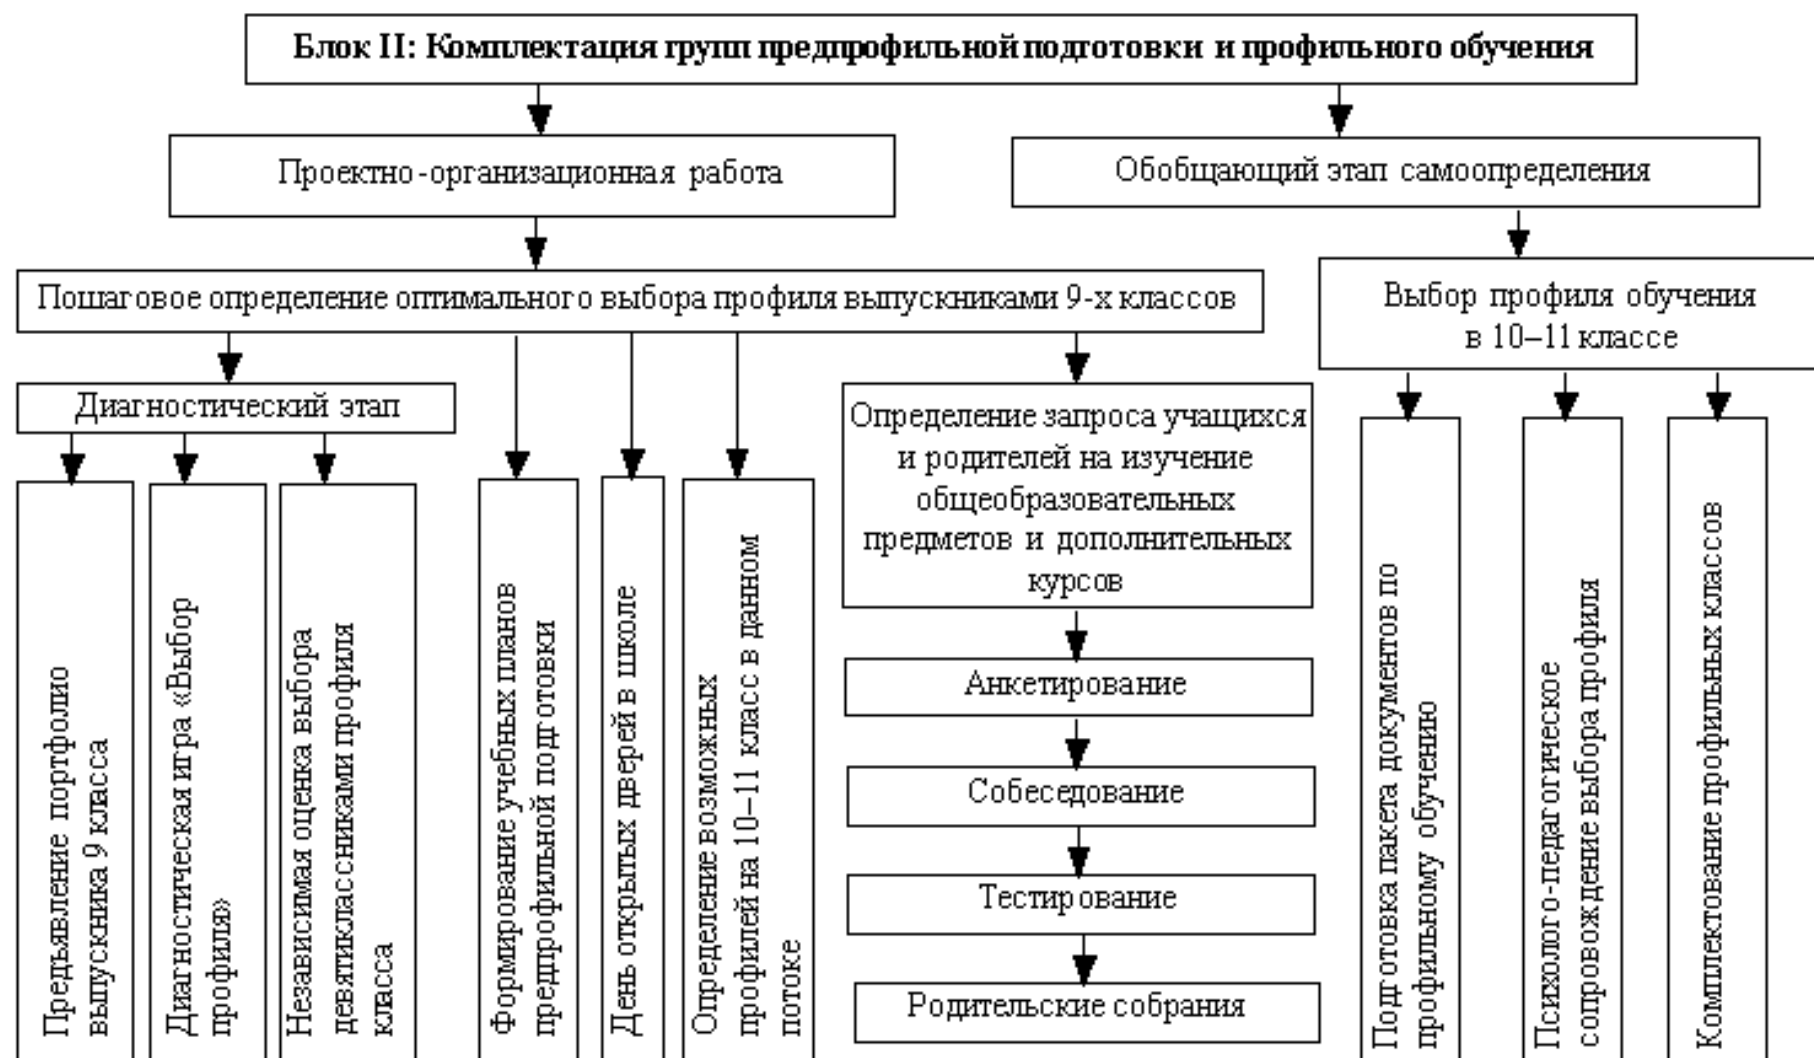 Блок II: Комплектация групп предпрофильной подготовки и профильного обучения
Проектно-организационная работа
Обобщающий этап самоопределения
Пошаговое определение оптимального выбора профиля выпускниками 9-х классов
Выбор профиля обучения
в 10–11 классе
Диагностический этап
Предъявление портфолио
выпускника 9 класса
Диагностическая игра «Выбор
профиля»
Независимая оценка выбора
девятиклассниками профиля
класса
Формирование учебных планов
предпрофильной подготовки
День открытых дверей в школе
Определение возможных
профилей на 10–11 класс в данном
потоке
Определение запроса учащихся
и родителей на изучение
общеобразовательных
предметов и дополнительных
курсов
Анкетирование
Собеседование
Тестирование
Родительские собрания
Подготовка пакета документов по
профильному обучению
Психолого-педагогическое
сопровождение выбора профиля
Комплектование профильных классов